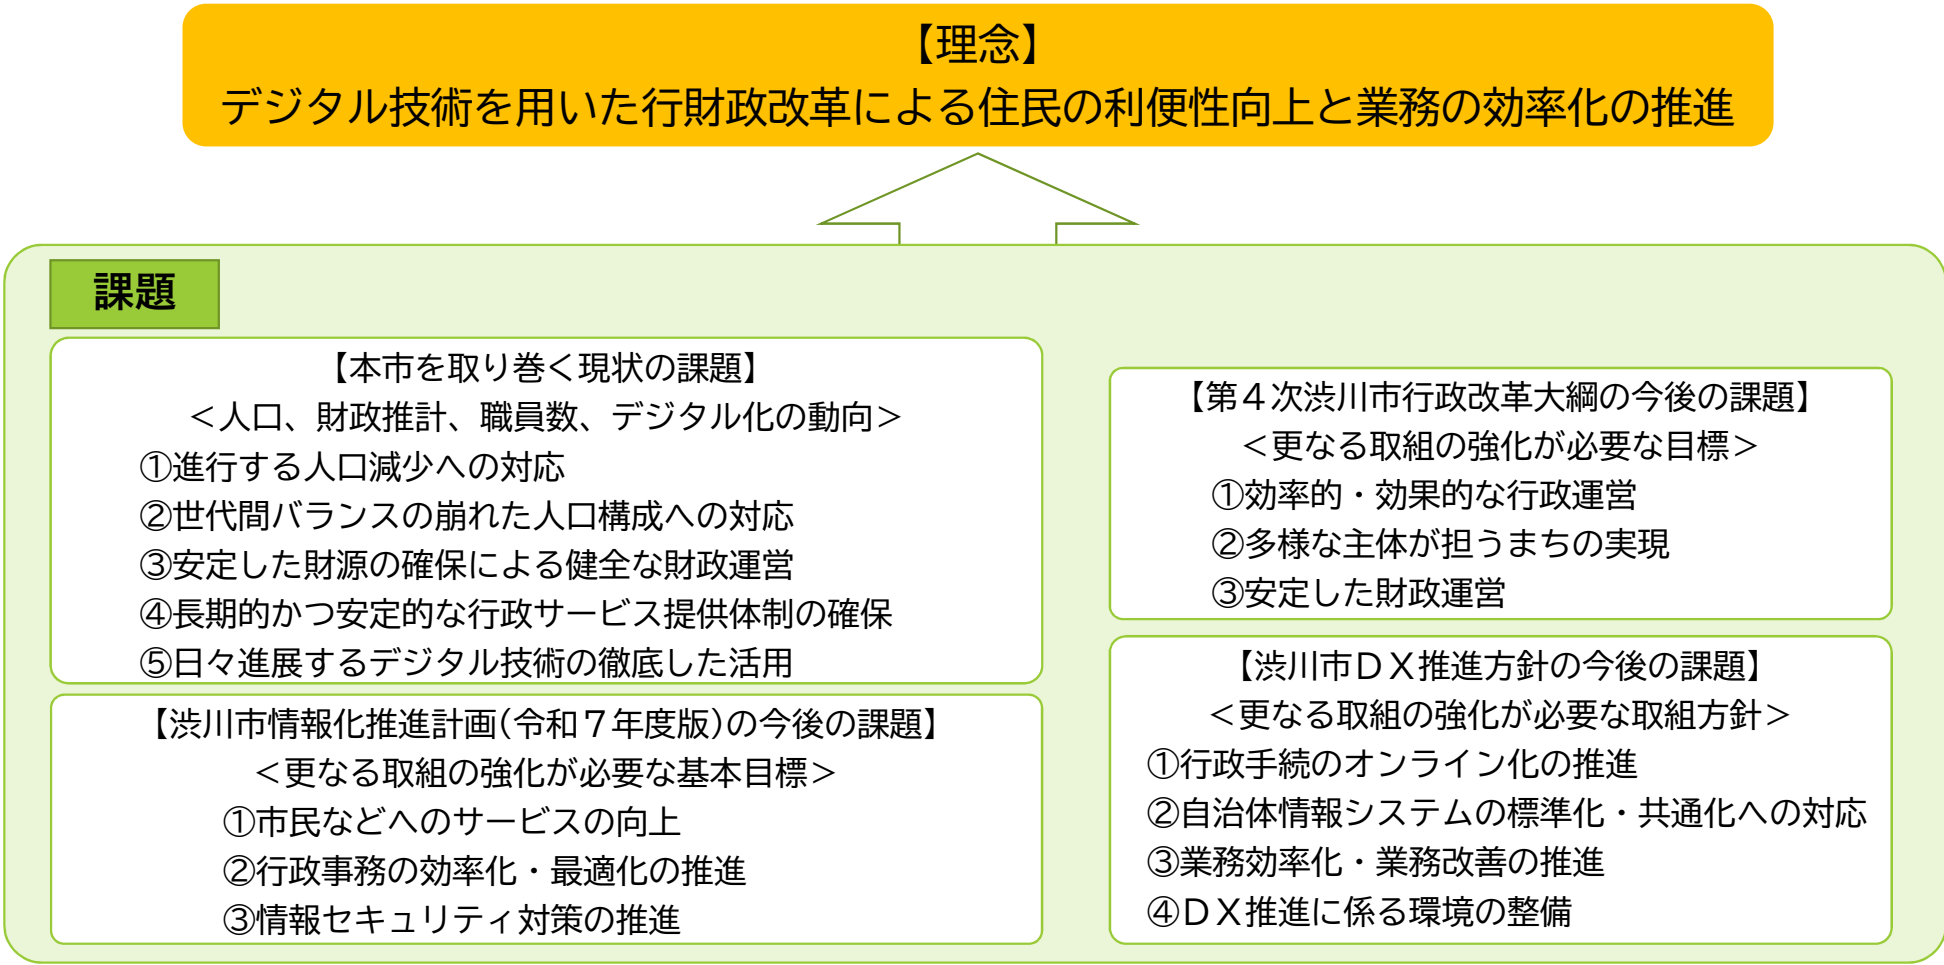 【理念】
デジタル技術を用いた行財政改革による住民の利便性向上と業務の効率化の推進
課題
【本市を取り巻く現状の課題】
＜人口、財政推計、職員数、デジタル化の動向＞
①進行する人口減少への対応
②世代間バランスの崩れた人口構成への対応
③安定した財源の確保による健全な財政運営
④長期的かつ安定的な行政サービス提供体制の確保
⑤日々進展するデジタル技術の徹底した活用
【渋川市情報化推進計画(令和７年度版)の今後の課題】
＜更なる取組の強化が必要な基本目標＞
①市民などへのサービスの向上
②行政事務の効率化・最適化の推進
③情報セキュリティ対策の推進
【第４次渋川市行政改革大綱の今後の課題】
＜更なる取組の強化が必要な目標＞
①効率的・効果的な行政運営
②多様な主体が担うまちの実現
③安定した財政運営
【渋川市ＤＸ推進方針の今後の課題】
＜更なる取組の強化が必要な取組方針＞
①行政手続のオンライン化の推進
②自治体情報システムの標準化・共通化への対応
③業務効率化・業務改善の推進
④ＤＸ推進に係る環境の整備